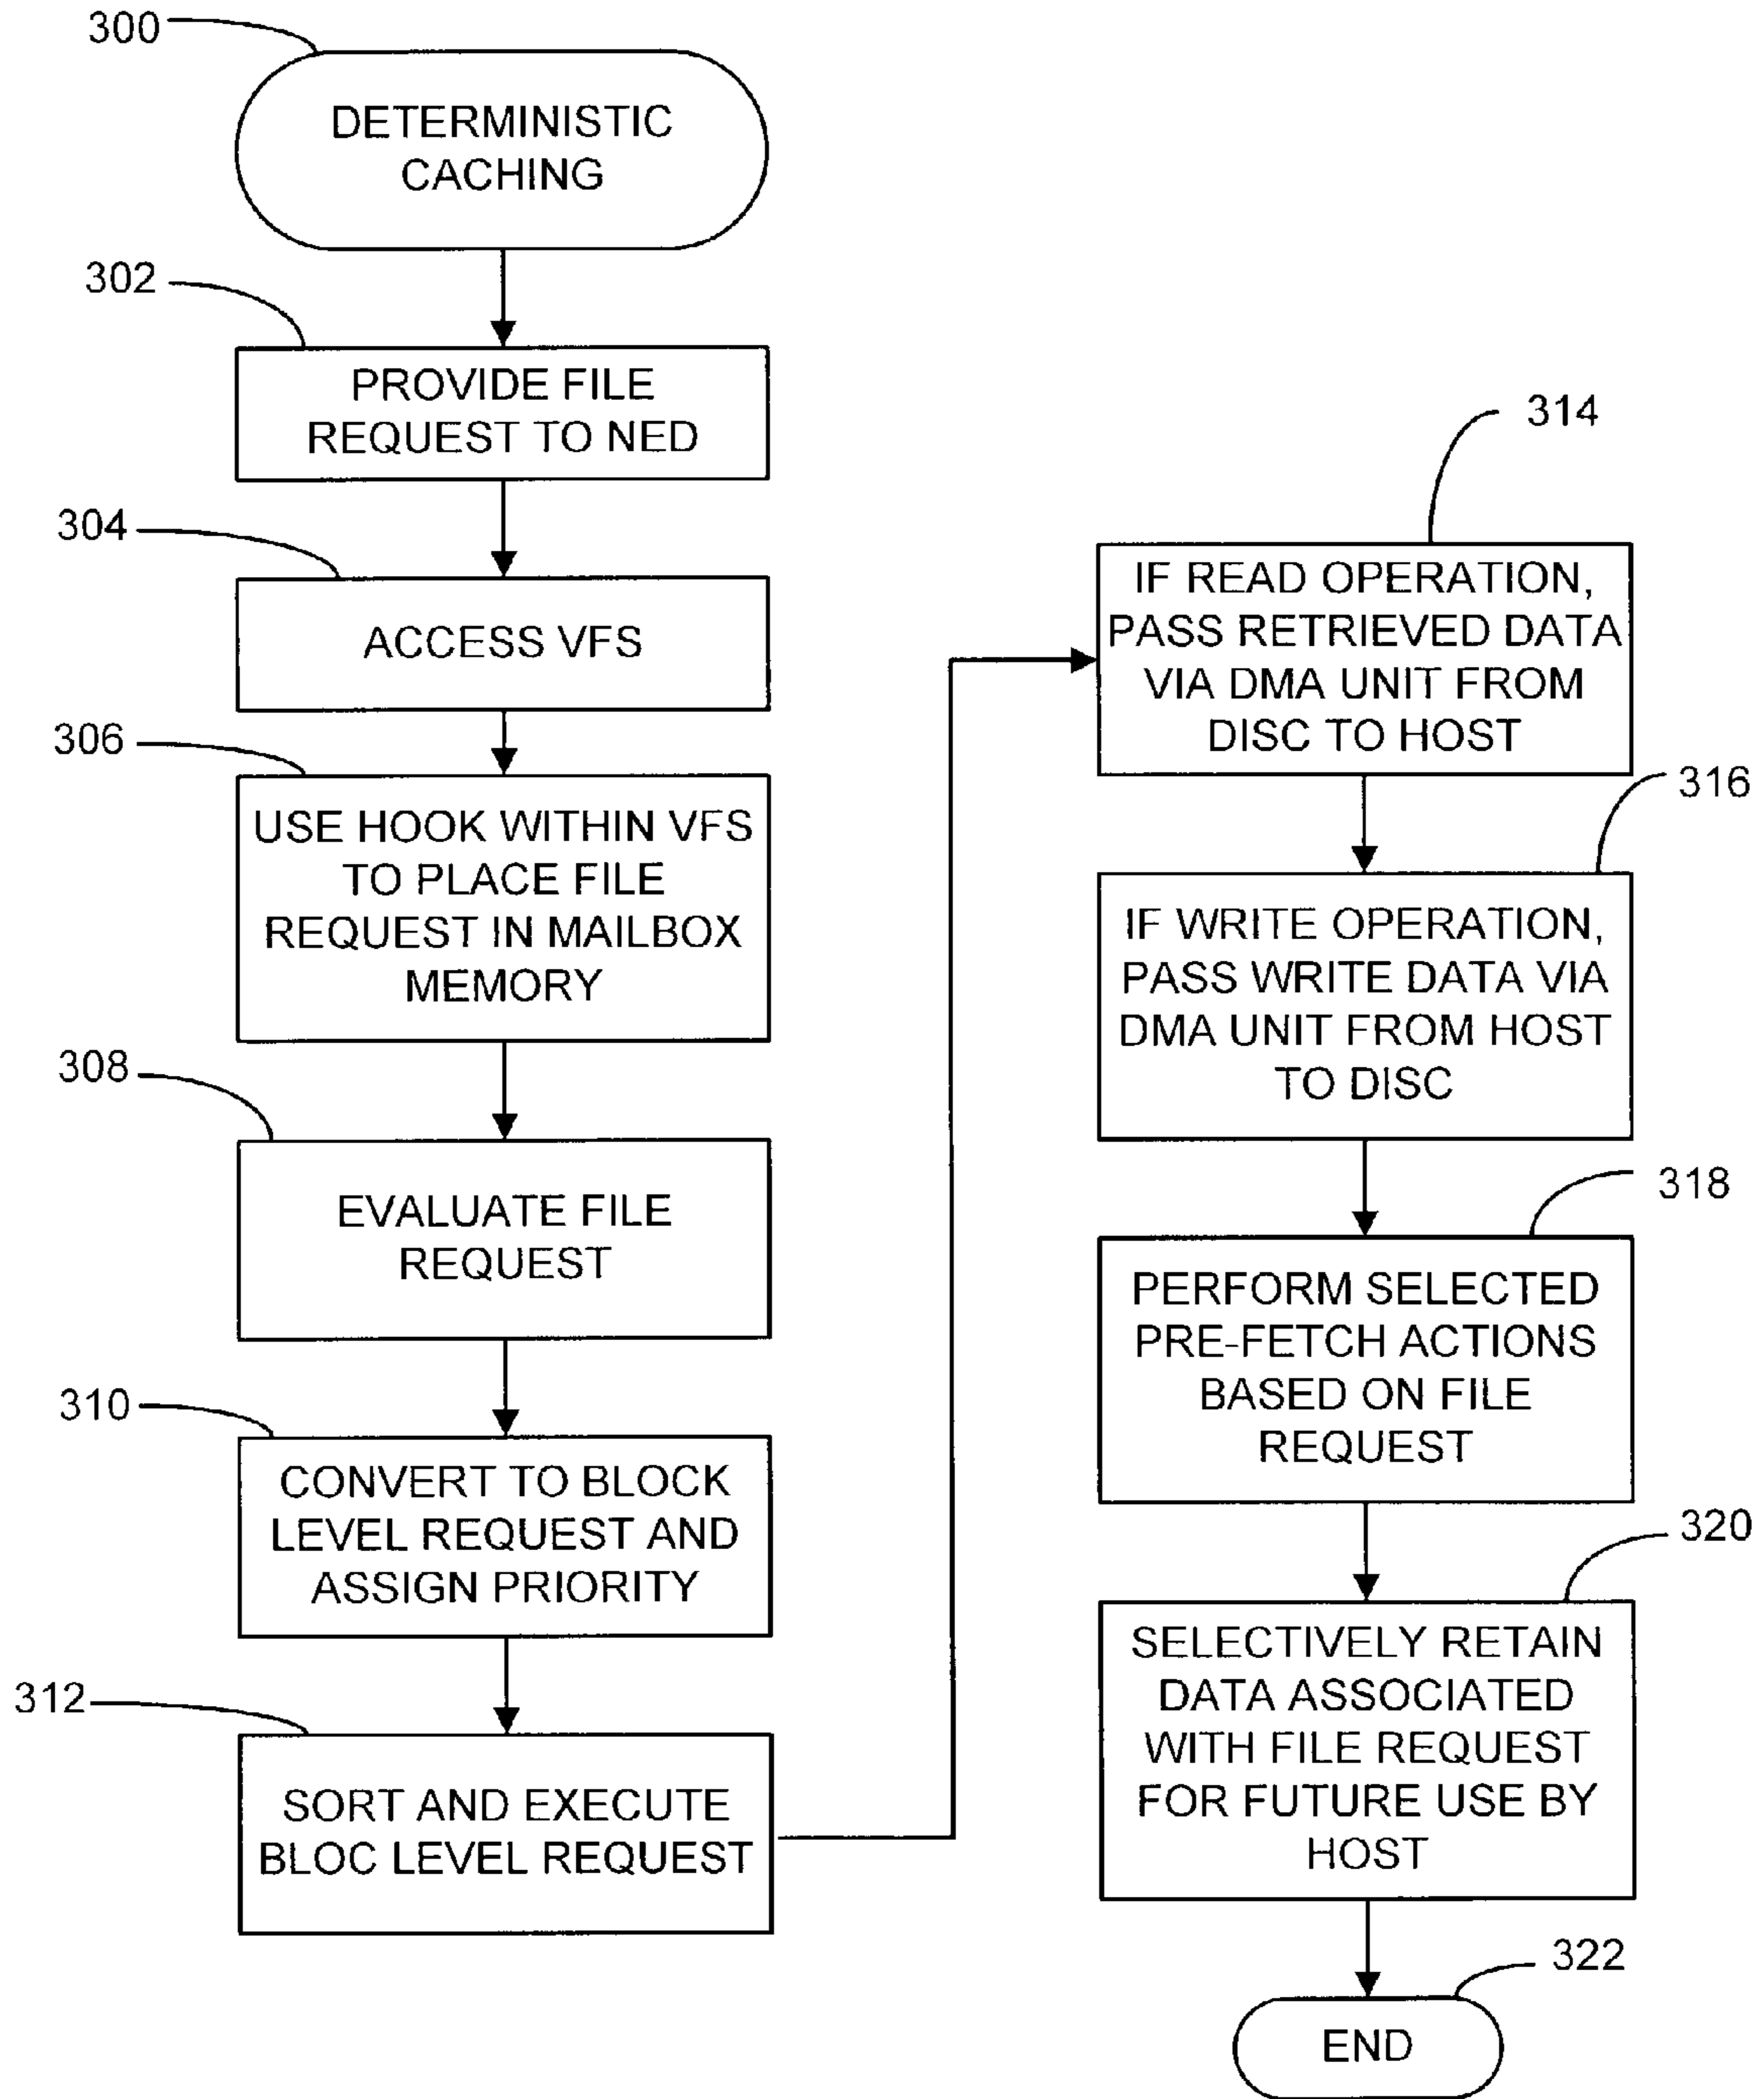 300
DETERMINISTIC
CACHING
302
PROVIDE FILE
REQUEST TO NED
304
ACCESS VFS
306
USE HOOK WITHIN VFS
TO PLACE FILE
REQUEST IN MAILBOX
MEMORY
308
EVALUATE FILE
REQUEST
310
CONVERT TO BLOCK
LEVEL REQUEST AND
ASSIGN PRIORITY
312
SORT AND EXECUTE
BLOC LEVEL REQUEST
314
IF READ OPERATION,
PASS RETRIEVED DATA
VIA DMA UNIT FROM
DISC TO HOST
316
IF WRITE OPERATION,
PASS WRITE DATA VIA
DMA UNIT FROM HOST
TO DISC
318
PERFORM SELECTED
PRE-FETCH ACTIONS
BASED ON FILE
REQUEST
320
SELECTIVELY RETAIN
DATA ASSOCIATED
WITH FILE REQUEST
FOR FUTURE USE BY
HOST
322
END